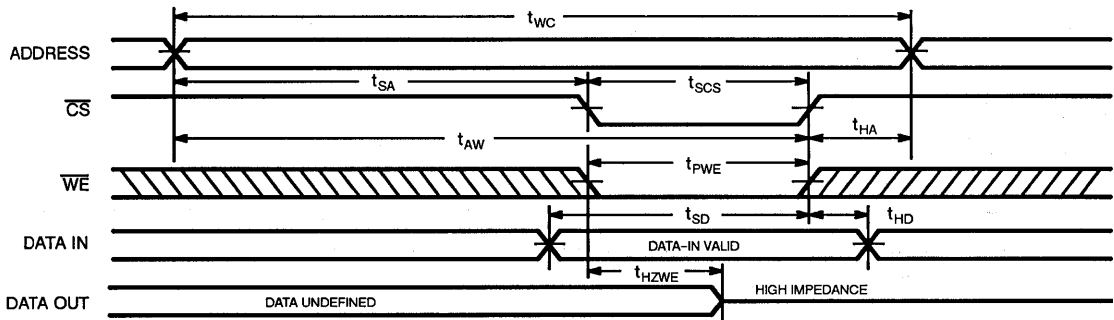 tWC
ADDRESS
tSA
tSCS
CS
tAW
tHA
tPWE
WE
tSD
tHD
DATA IN
DATA-IN VALID
tHZWE
DATA OUT
DATA UNDEFINED
HIGH IMPEDANCE